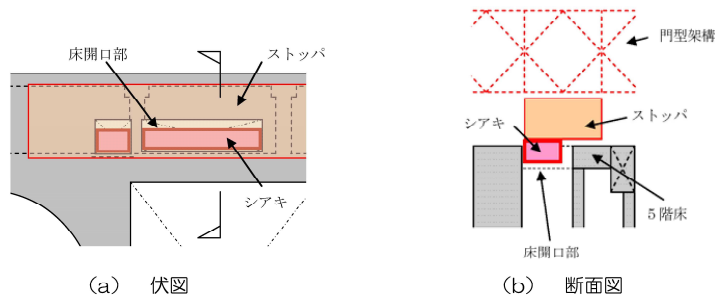 床開口部
ストッパ
シアキ
(a) 伏図
門型架構
ストッパ
シアキ
5階床
床開口部
(b) 断面図